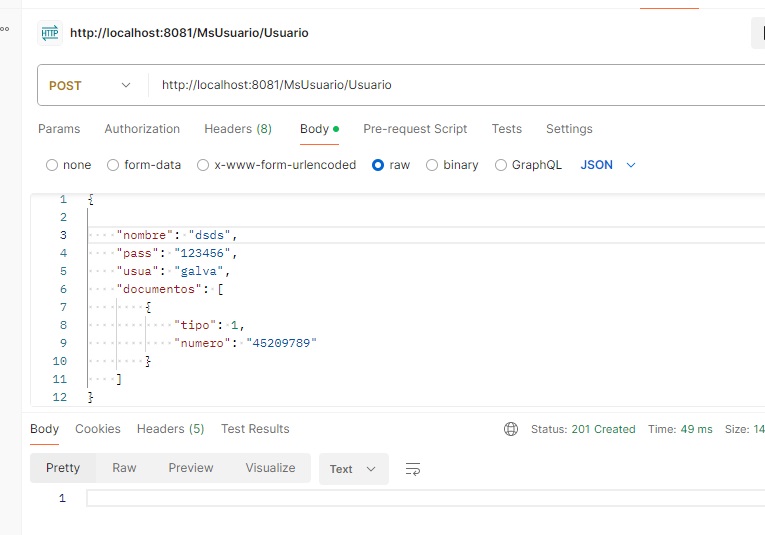 HTTP http://localhost:8081/MsUsuario/Usuario
POST http://localhost:8081/MsUsuario/Usuario
Params Authorization Headers (8) Body Pre-request Script Tests Settings
none form-data x-www-form-urlencoded raw binary GraphQL JSON
1 {
2
3 "nombre": "dsds",
4 "pass": "123456",
5 "usua": "galva",
6 "documentos": [
7 {
8 "tipo": 1,
9 "numero": "45209789"
10 }
11 ]
12 }
Body Cookies Headers (5) Test Results Status: 201 Created Time: 49 ms Size: 14
Pretty Raw Preview Visualize Text
1